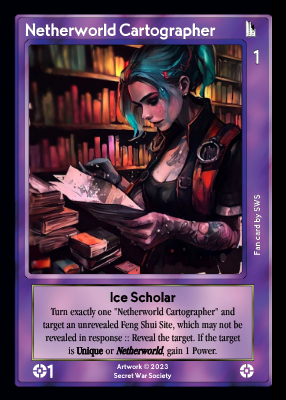 Netherworld Cartographer
1
Fan card by SWS
Ice Scholar
Turn exactly one "Netherworld Cartographer" and
target an unrevealed Feng Shui Site, which may not be
revealed in response :: Reveal the target. If the target
is Unique or Netherworld, gain 1 Power.
1
Artwork © 2023
Secret War Society